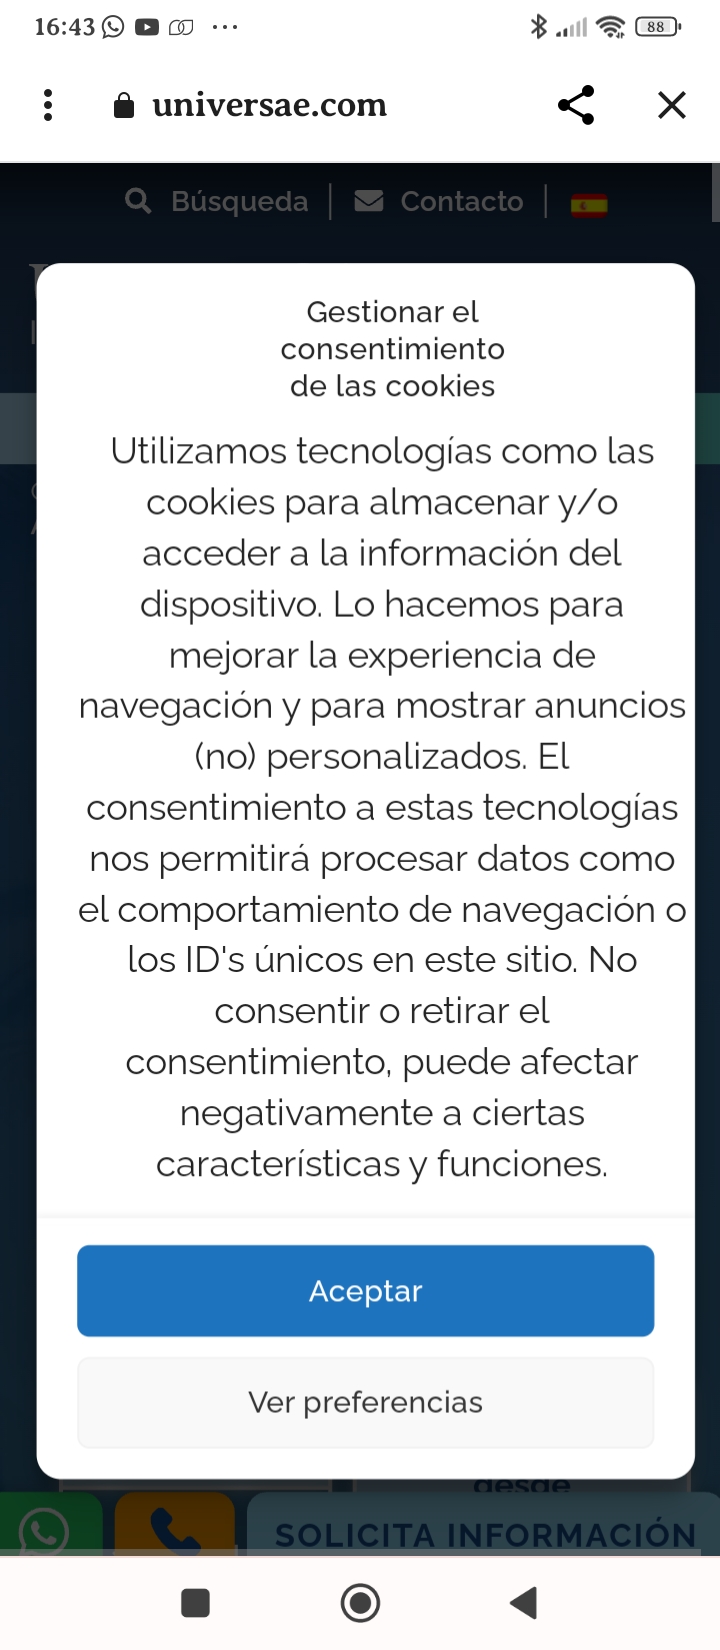 16:43
88
universae.com
Búsqueda | Contacto |
Gestionar el
consentimiento
de las cookies
Utilizamos tecnologías como las
cookies para almacenar y/o
acceder a la información del
dispositivo. Lo hacemos para
mejorar la experiencia de
navegación y para mostrar anuncios
(no) personalizados. El
consentimiento a estas tecnologías
nos permitirá procesar datos como
el comportamiento de navegación o
los ID's únicos en este sitio. No
consentir o retirar el
consentimiento, puede afectar
negativamente a ciertas
características y funciones.
Aceptar
Ver preferencias
desde
SOLICITA INFORMACIÓN